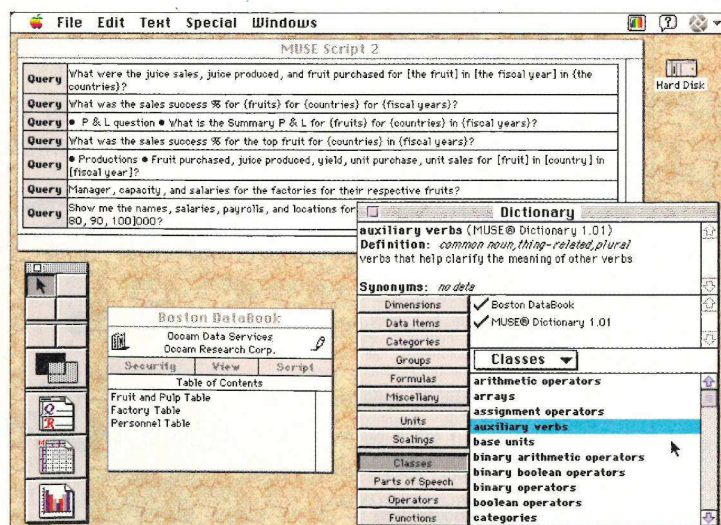 File Edit Text Special Windows
MUSE Script 2
Query What were the juice sales, juice produced, and fruit purchased for [the fruit] in [the fiscal year] in {the
countries}?
Query What was the sales success % for {fruits} for {countries} for {fiscal years}?
Query • P & L question • What is the Summary P & L for {fruits} for {countries} in {fiscal years}?
Query What was the sales success % for the top fruit for {countries} in {fiscal years}?
Query • Productions • Fruit purchased, juice produced, yield, unit purchase, unit sales for [fruit] in [country] in
[fiscal year]?
Query Manager, capacity, and salaries for the factories for their respective fruits?
Query Show me the names, salaries, payrolls, and locations for
80, 90, 100]000?
Hard Disk
Boston DataBook
Occam Data Services
Occam Research Corp.
Security View Script
Table of Contents
Fruit and Pulp Table
Factory Table
Personnel Table
Dictionary
auxiliary verbs (MUSE® Dictionary 1.01)
Definition: common noun, thing-related, plural
verbs that help clarify the meaning of other verbs
Synonyms: no data
Dimensions
Data Items
Categories
Groups
Formulas
Miscellany
Units
Scalings
Classes
Parts of Speech
Operators
Functions
✓ Boston DataBook
✓ MUSE® Dictionary 1.01
Classes
arithmetic operators
arrays
assignment operators
auxiliary verbs
base units
binary arithmetic operators
binary boolean operators
binary operators
boolean operators
categories